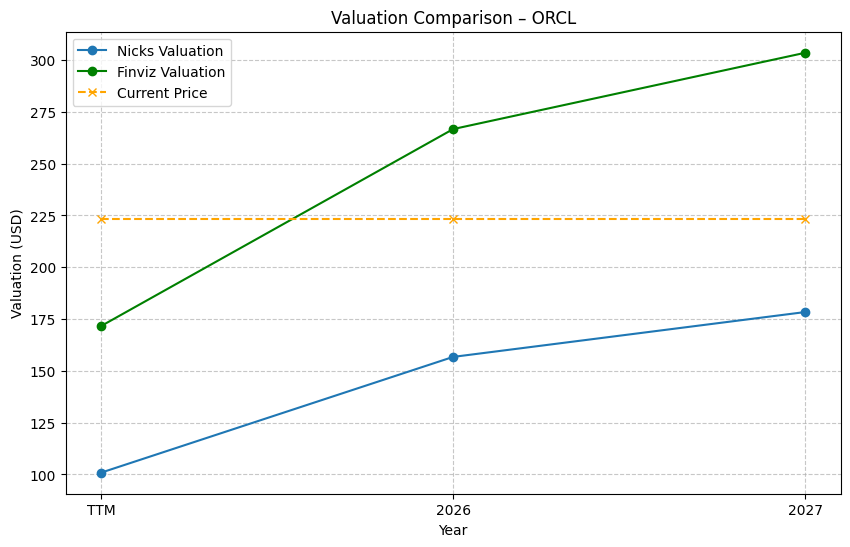 Valuation Comparison – ORCL
Nicks Valuation
Finviz Valuation
Current Price
Valuation (USD)
300
275
250
225
200
175
150
125
100
TTM
2026
2027
Year